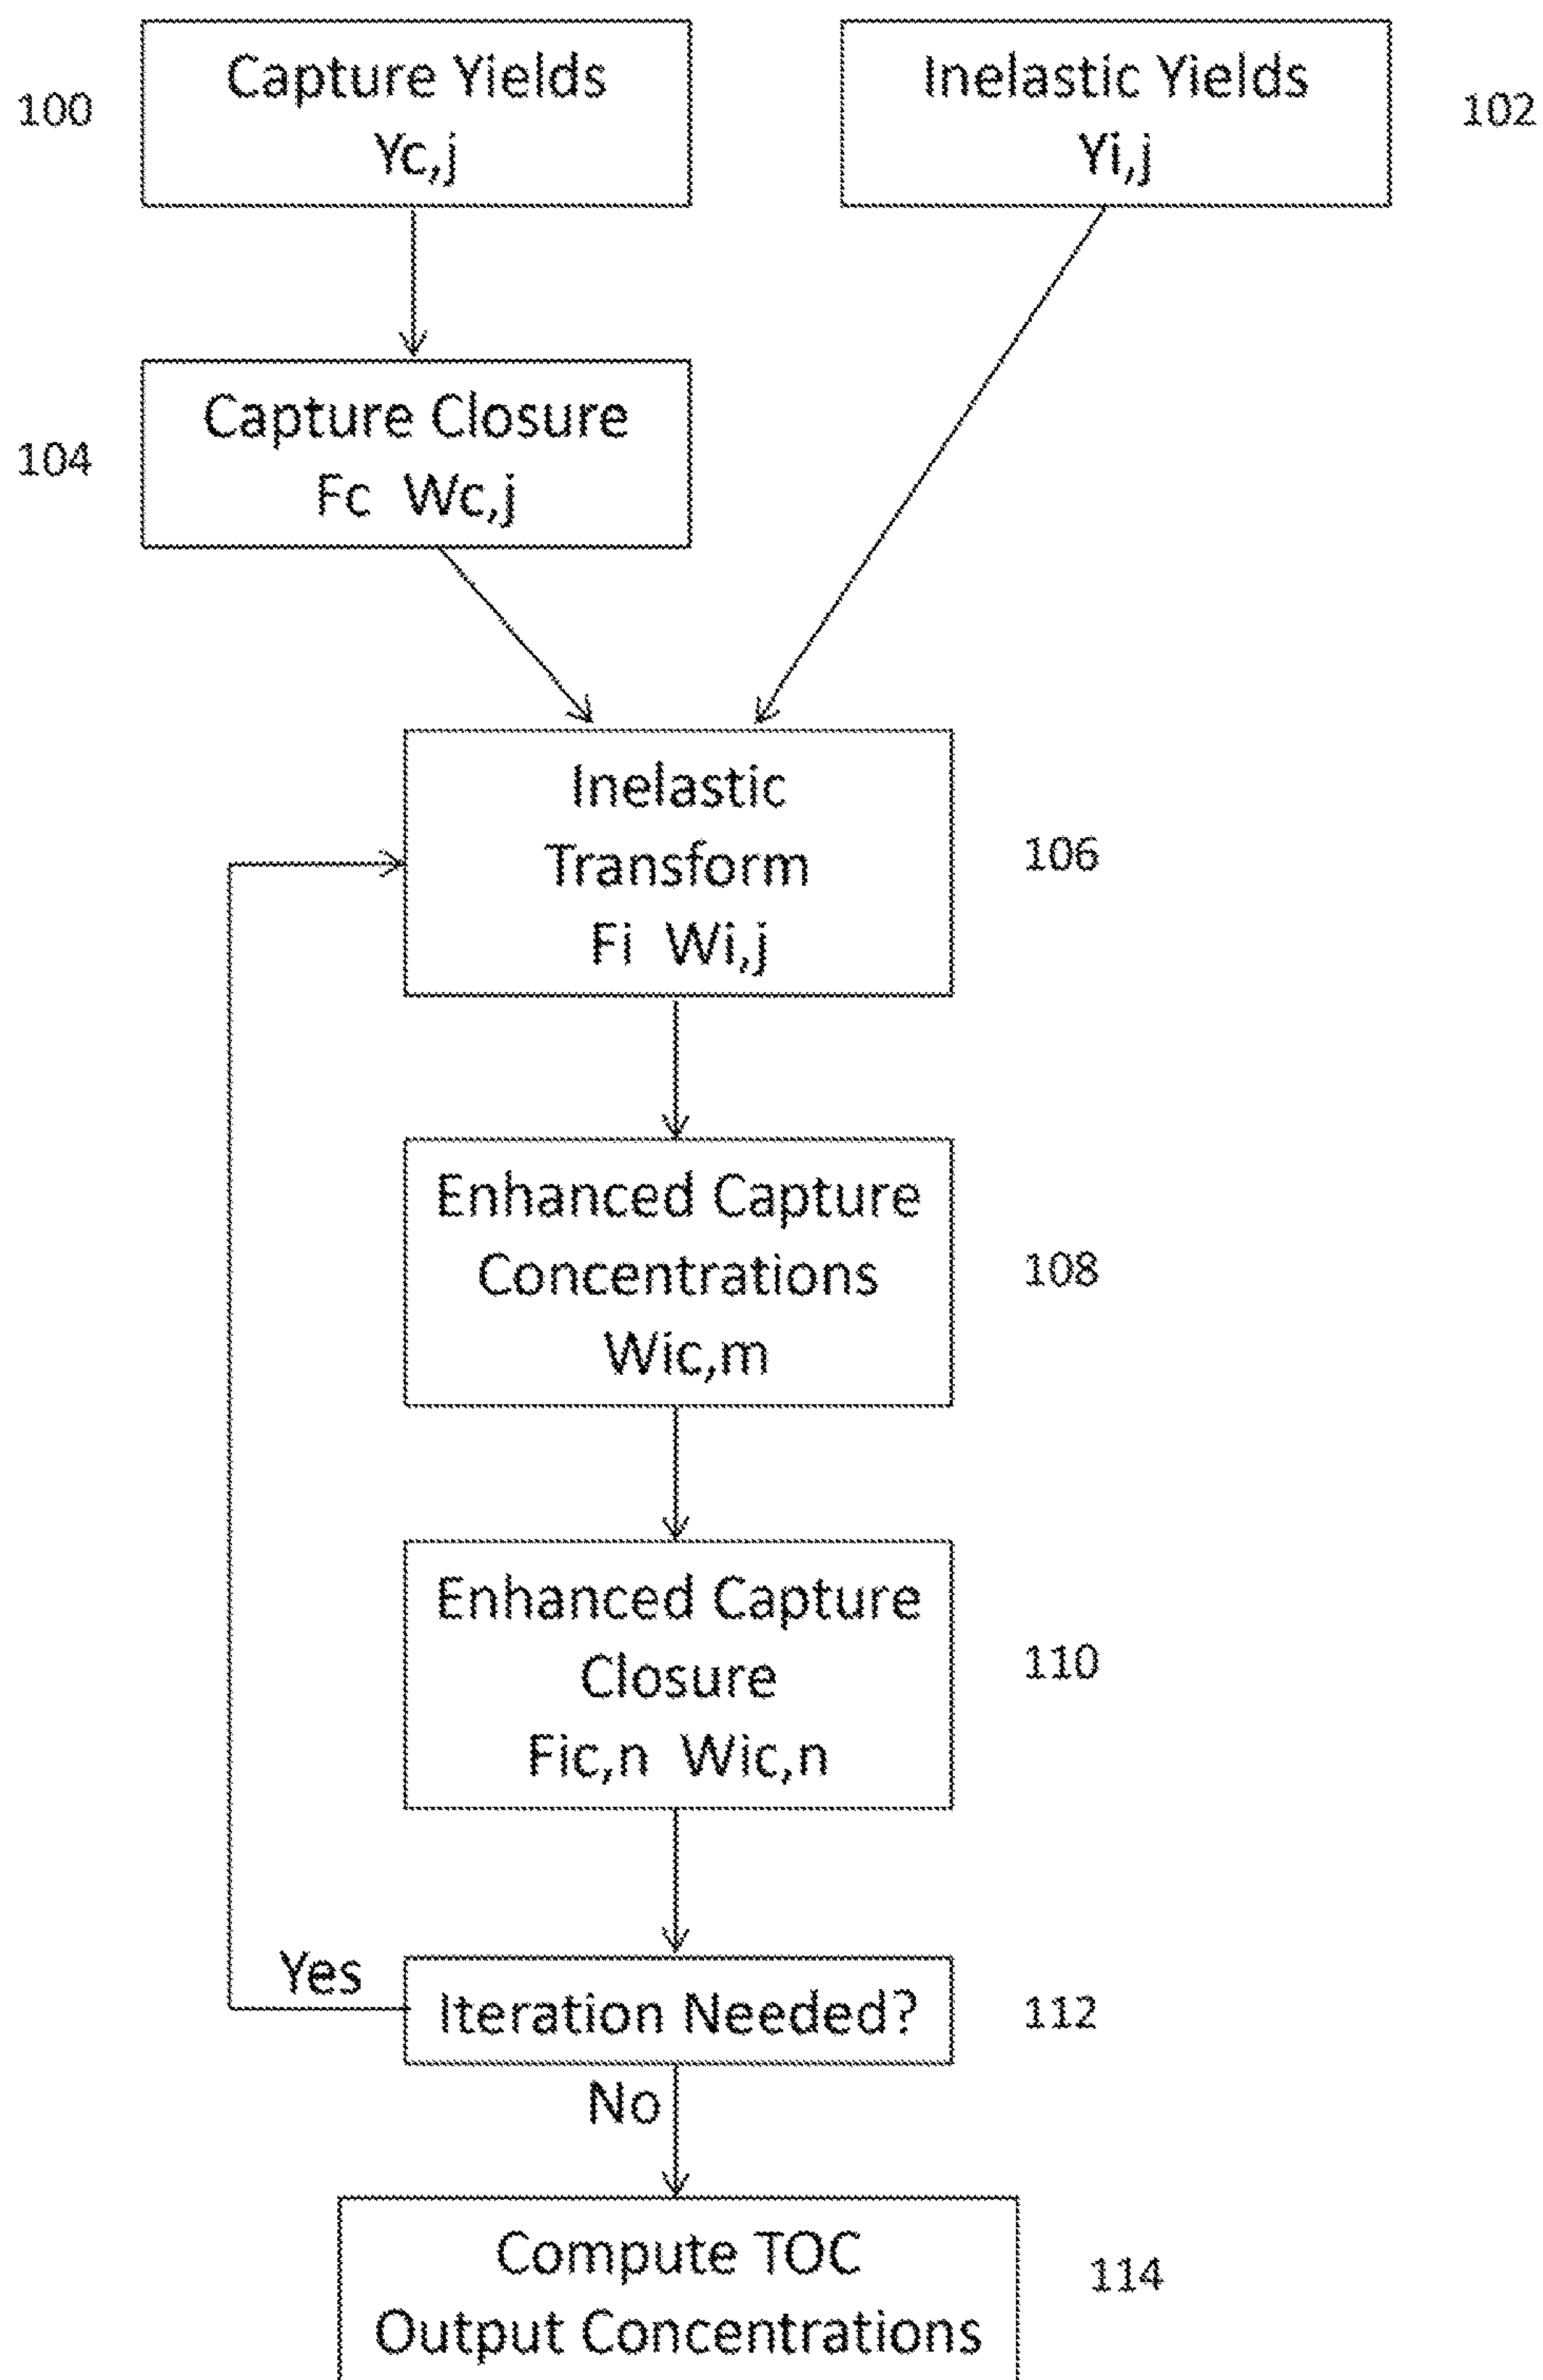 Capture Yields
Yc,j
100
Inelastic Yields
Yi,j
102
Capture Closure
Fc Wc,j
104
Inelastic
Transform
Fi Wi,j
106
Enhanced Capture
Concentrations
Wic,m
108
Enhanced Capture
Closure
Fic,n Wic,n
110
Yes
Iteration Needed?
112
No
Compute TOC
Output Concentrations
114